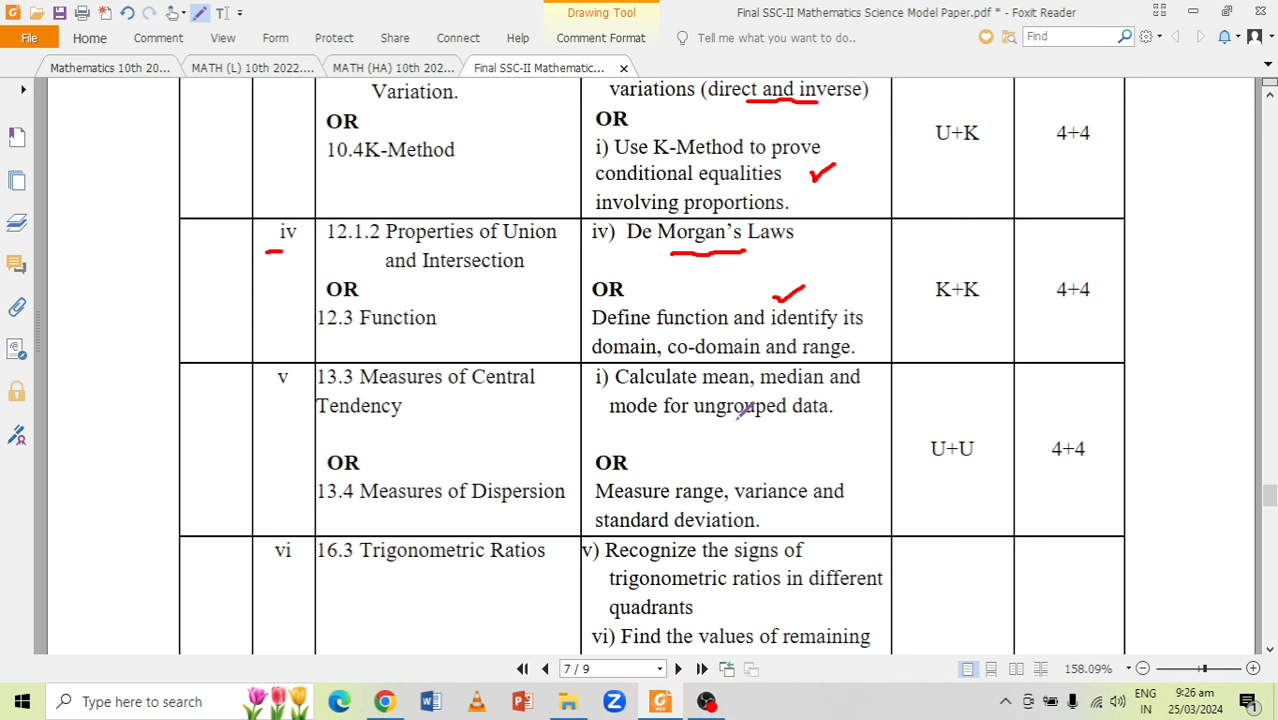 Drawing Tool
Final SSC-II Mathematics Science Model Paper.pdf * - Foxit Reader
File Home Comment View Form Protect Share Connect Help Comment Format Tell me what you want to do.. Find
Mathematics 10th 20...
MATH (L) 10th 2022....
MATH (HA) 10th 202...
Final SSC-II Mathematic...
Variation.
OR
10.4K-Method
variations (direct and inverse)
OR
i) Use K-Method to prove
conditional equalities
involving proportions.
U+K
4+4
iv
12.1.2 Properties of Union
and Intersection
OR
12.3 Function
iv) De Morgan’s Laws
OR
Define function and identify its
domain, co-domain and range.
K+K
4+4
v
13.3 Measures of Central
Tendency
OR
13.4 Measures of Dispersion
i) Calculate mean, median and
mode for ungrouped data.
OR
Measure range, variance and
standard deviation.
U+U
4+4
vi
16.3 Trigonometric Ratios
v) Recognize the signs of
trigonometric ratios in different
quadrants
vi) Find the values of remaining
7 / 9
158.09%
Type here to search
ENG
IN
9:26 am
25/03/2024
1